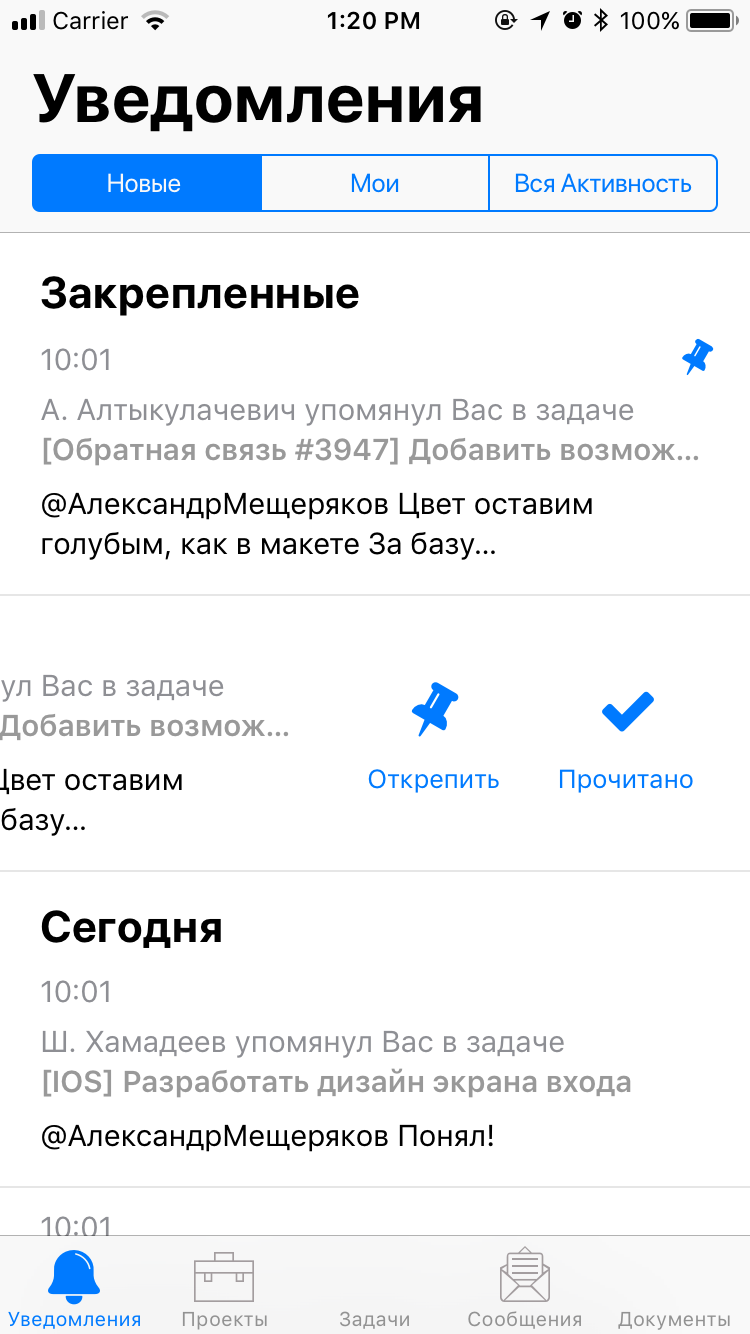 Carrier 1:20 PM 100%
Уведомления
Новые Мои Вся Активность
Закрепленные
10:01
А. Алтыкулачевич упомянул Вас в задаче
[Обратная связь #3947] Добавить возмож...
@АлександрМещеряков Цвет оставим
голубым, как в макете За базу...
ул Вас в задаче
Добавить возмож...
Цвет оставим
базу...
Открепить Прочитано
Сегодня
10:01
Ш. Хамадеев упомянул Вас в задаче
[IOS] Разработать дизайн экрана входа
@АлександрМещеряков Понял!
10:01
Уведомления Проекты Задачи Сообщения Документы